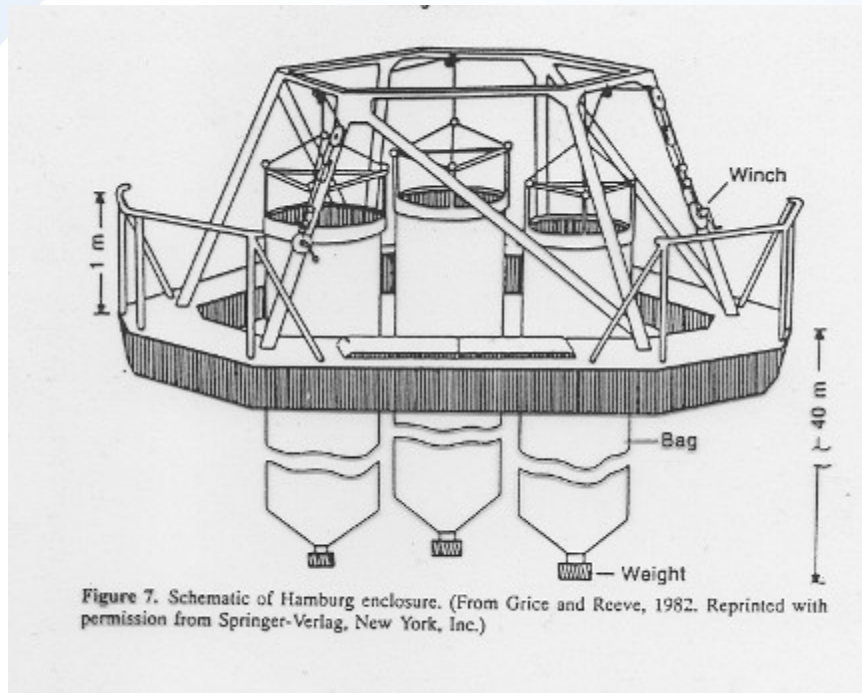 Winch
1 m
40 m
Bag
Weight
Figure 7. Schematic of Hamburg enclosure. (From Grice and Reeve, 1982. Reprinted with
permission from Springer-Verlag, New York, Inc.)